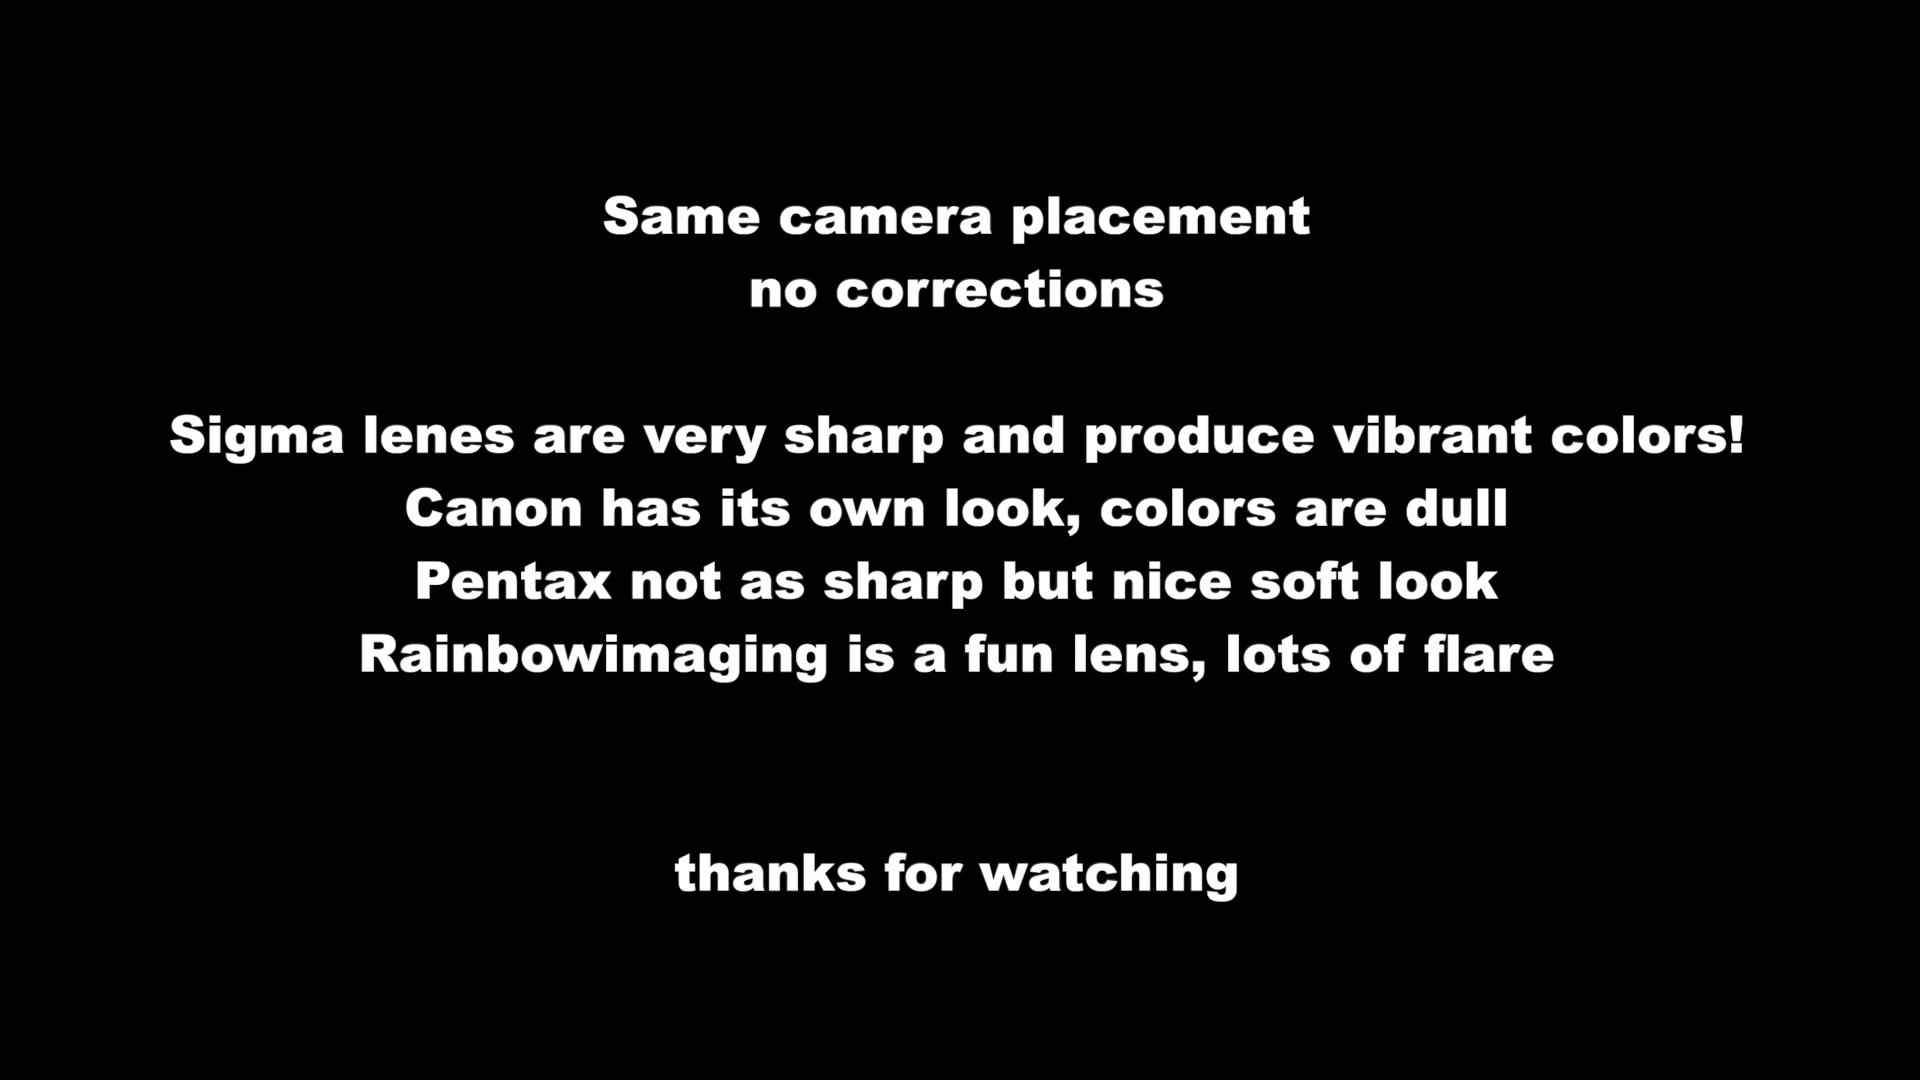 Same camera placement
no corrections
Sigma lenes are very sharp and produce vibrant colors!
Canon has its own look, colors are dull
Pentax not as sharp but nice soft look
Rainbowimaging is a fun lens, lots of flare
thanks for watching